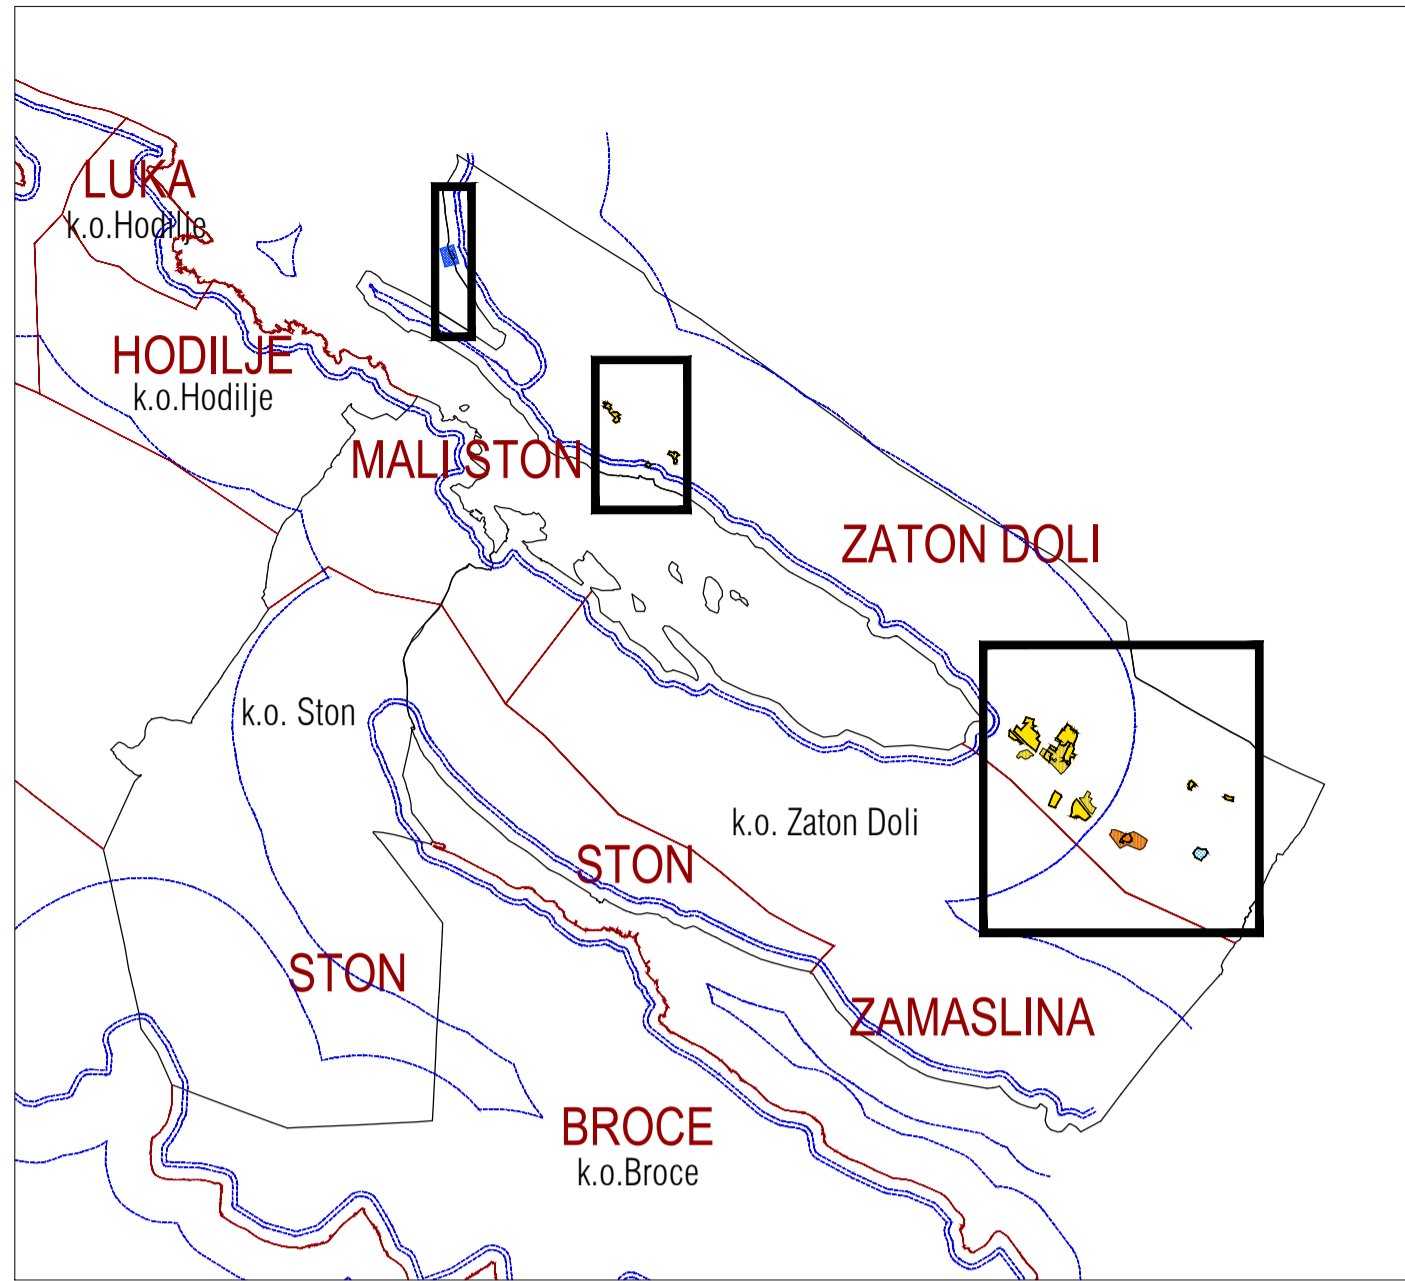 LUKA
k.o.Hodilje
HODILJE
k.o.Hodilje
MALI STON
ZATON DOLI
k.o. Ston
k.o. Zaton Doli
STON
STON
ZAMASLINA
BROCE
k.o.Broce